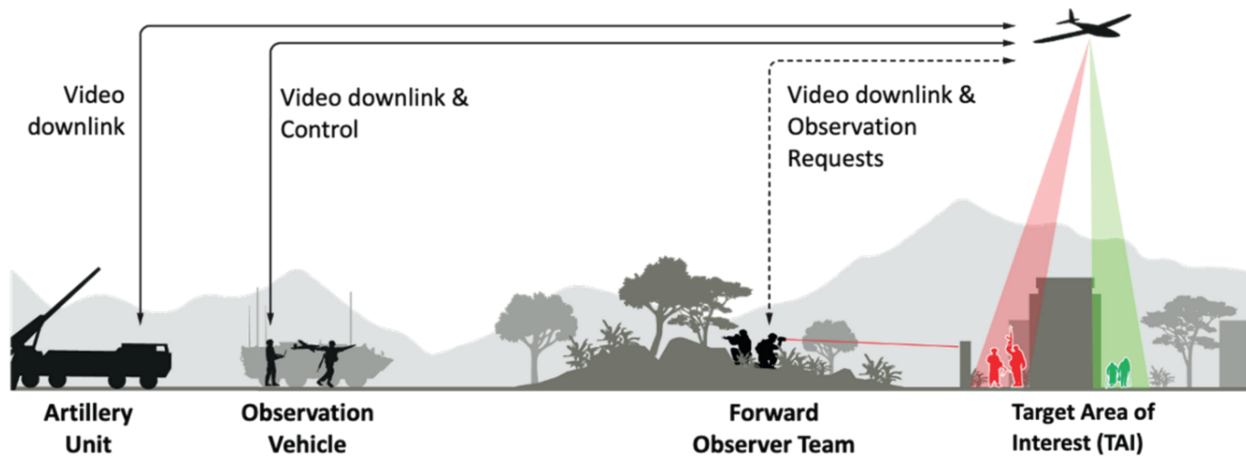 Video
downlink
Video downlink &
Control
Video downlink &
Observation
Requests
Artillery
Unit
Observation
Vehicle
Forward
Observer Team
Target Area of
Interest (TAI)